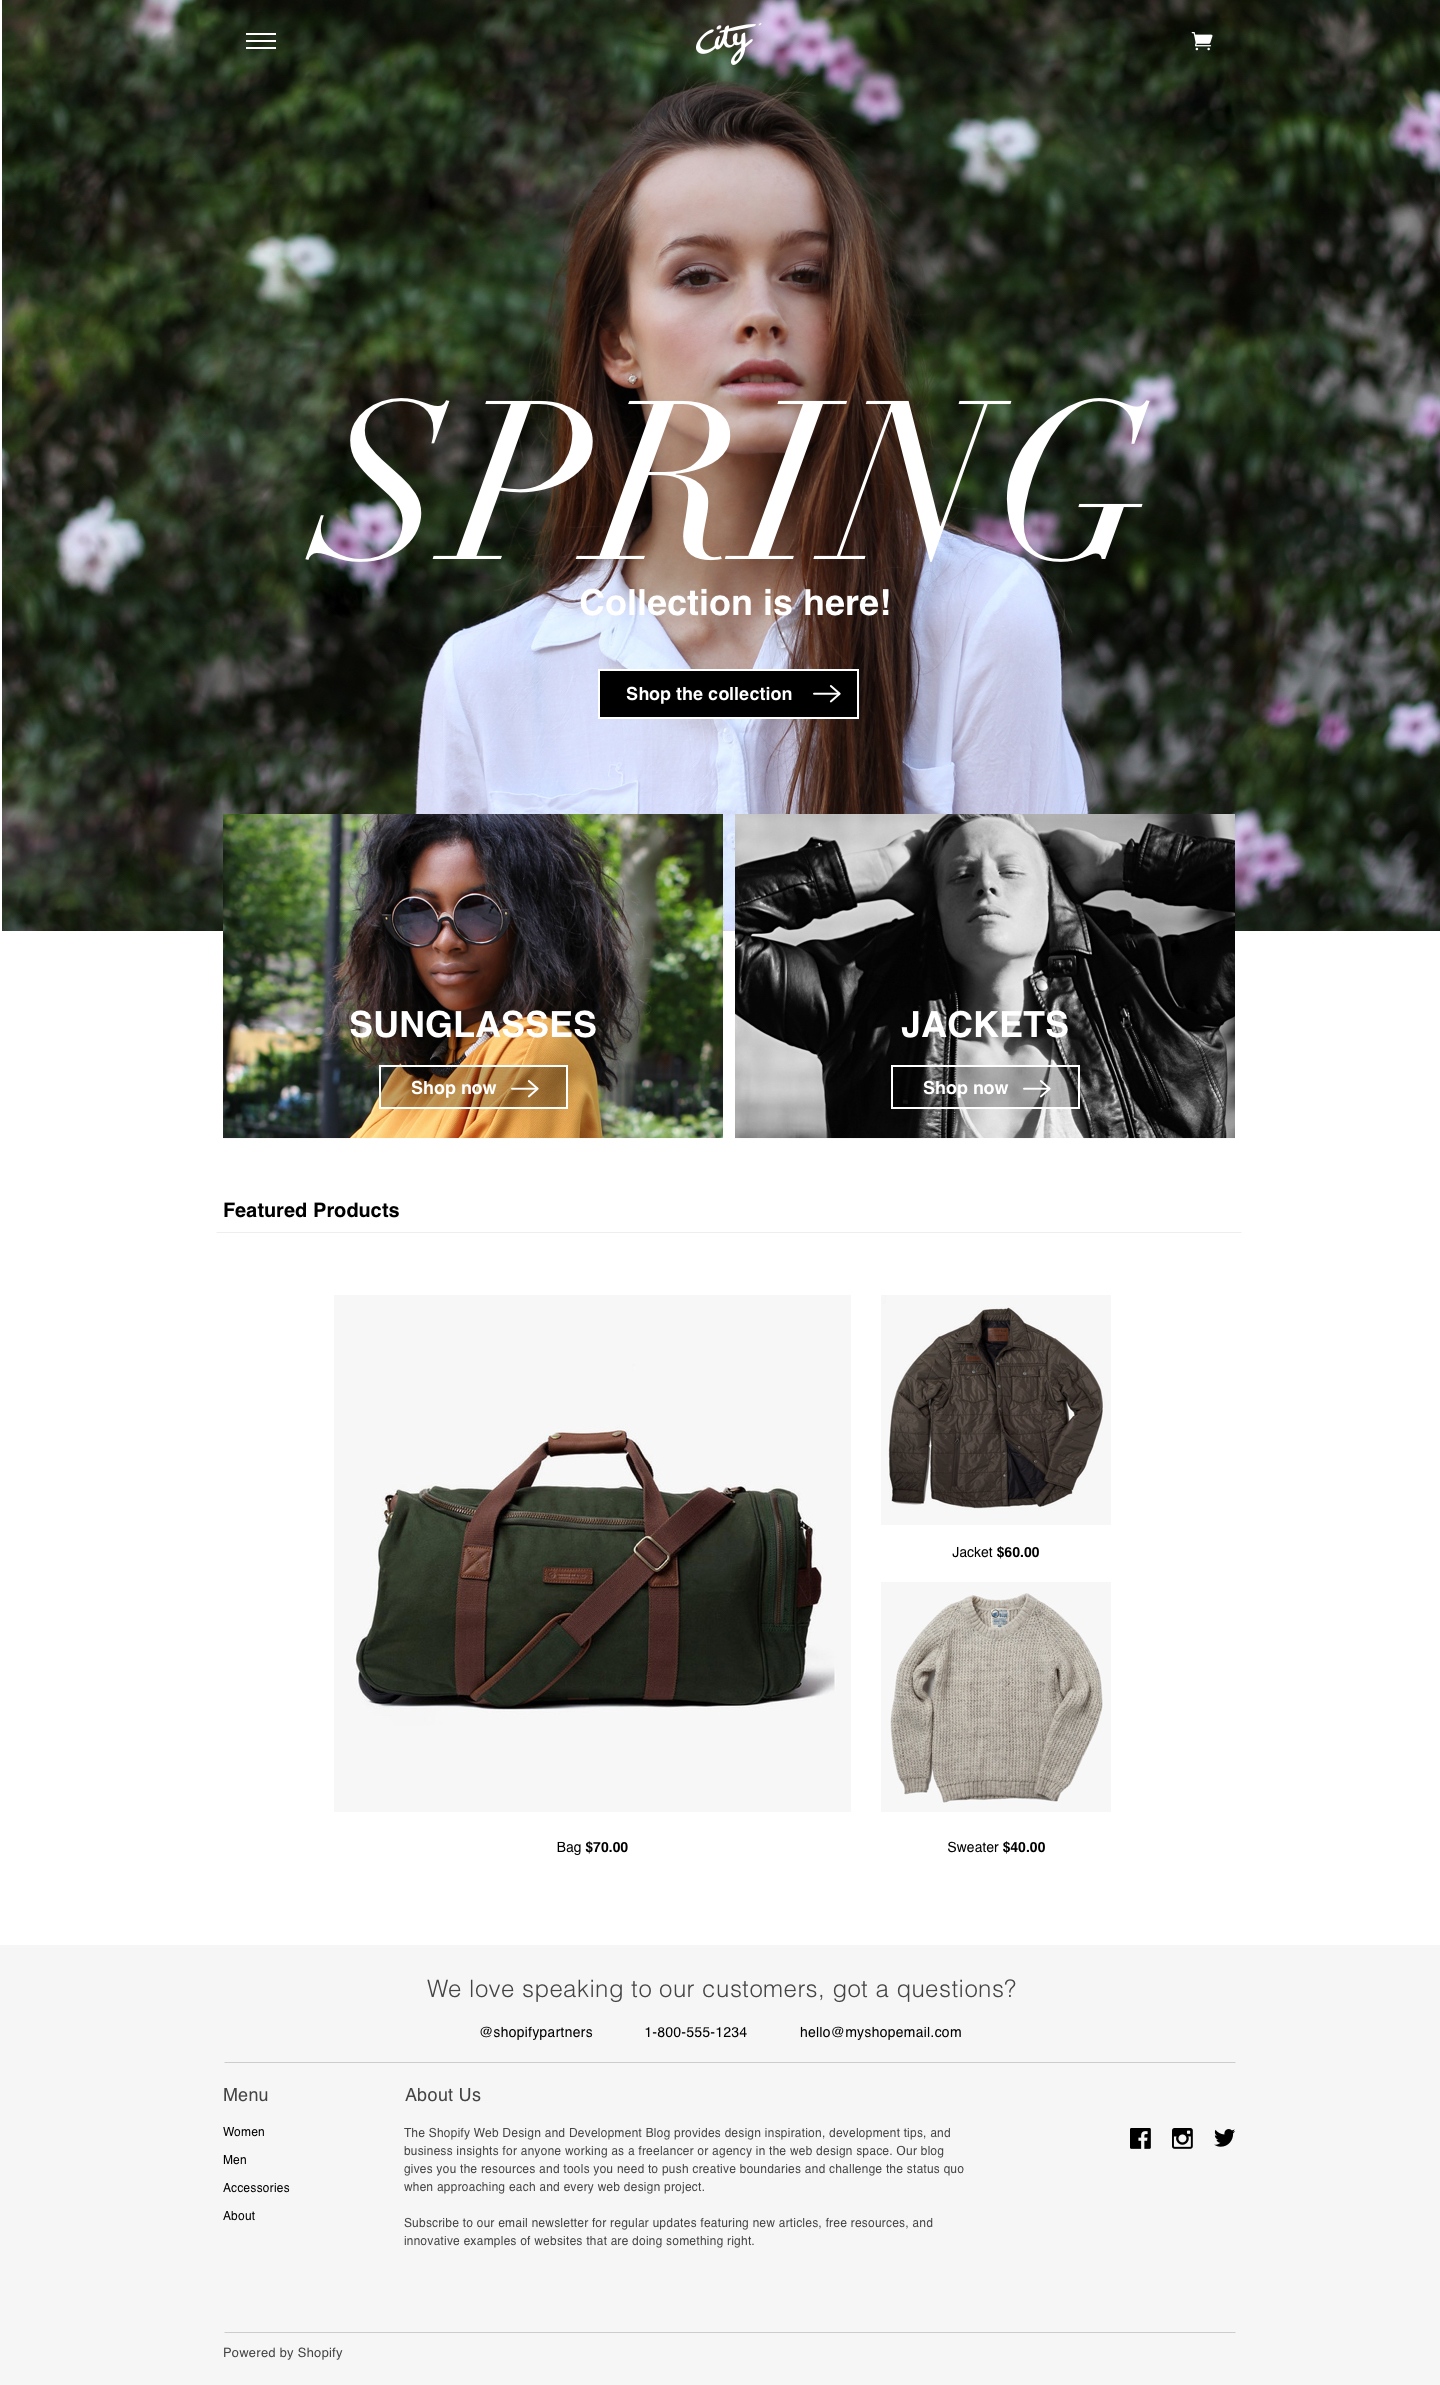 City
SPRING
Collection is here!
Shop the collection
SUNGLASSES
Shop now
JACKETS
Shop now
Featured Products
Jacket $60.00
Bag $70.00
Sweater $40.00
We love speaking to our customers, got a questions?
@shopifypartners
1-800-555-1234
hello@myshopemail.com
Menu
Women
Men
Accessories
About
About Us
The Shopify Web Design and Development Blog provides design inspiration, development tips, and
business insights for anyone working as a freelancer or agency in the web design space. Our blog
gives you the resources and tools you need to push creative boundaries and challenge the status quo
when approaching each and every web design project.
Subscribe to our email newsletter for regular updates featuring new articles, free resources, and
innovative examples of websites that are doing something right.
Powered by Shopify